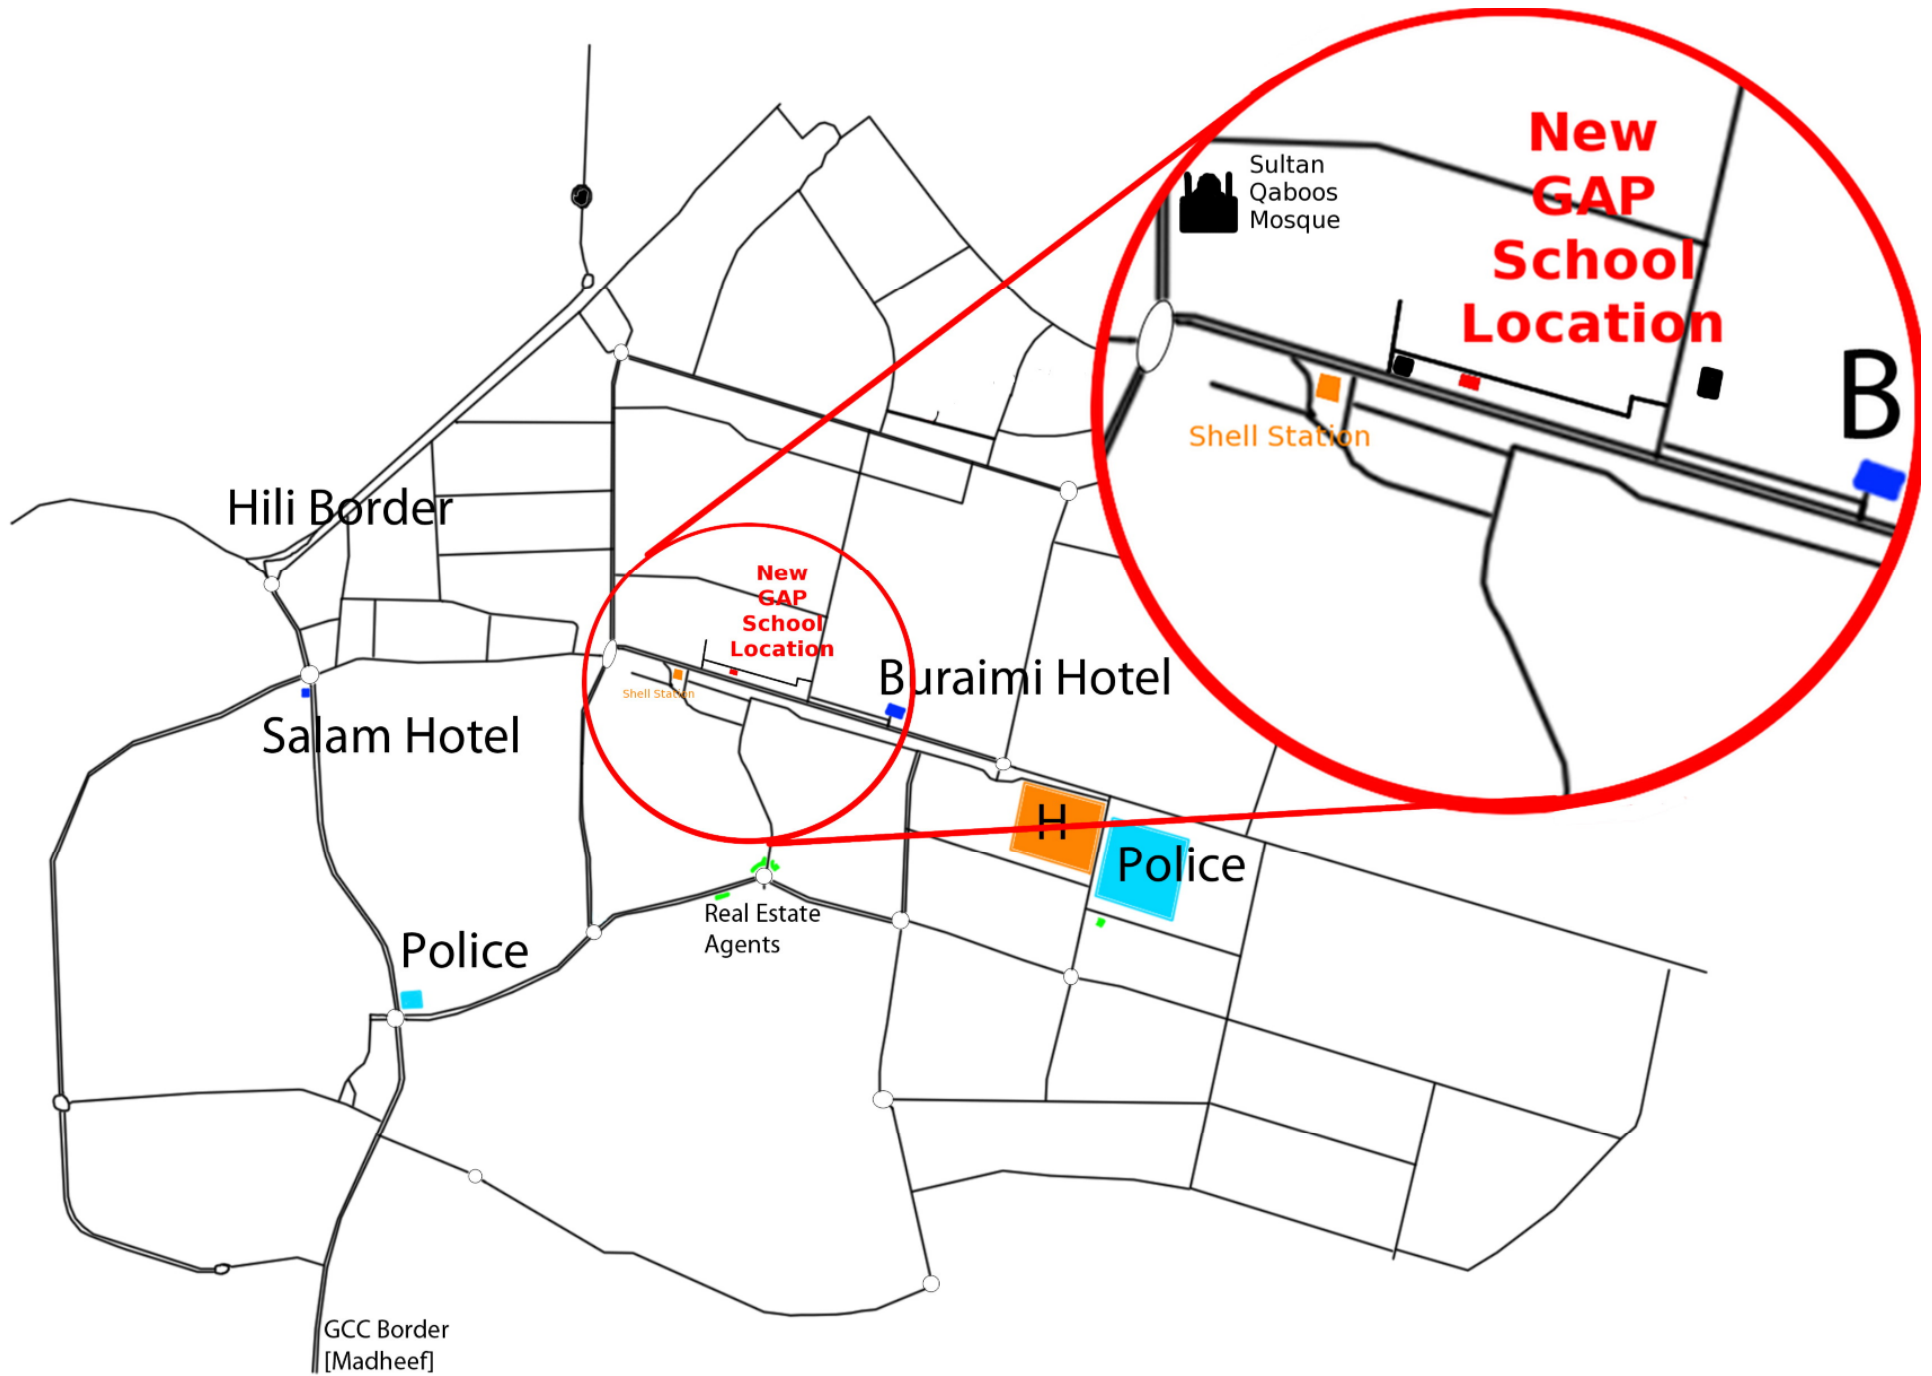 New
GAP
School
Location
Sultan
Qaboos
Mosque
B
Shell Station
Hili Border
New
GAP
School
Location
Shell Station
Buraimi Hotel
Salam Hotel
H
Police
Real Estate
Agents
Police
GCC Border
[Madheef]